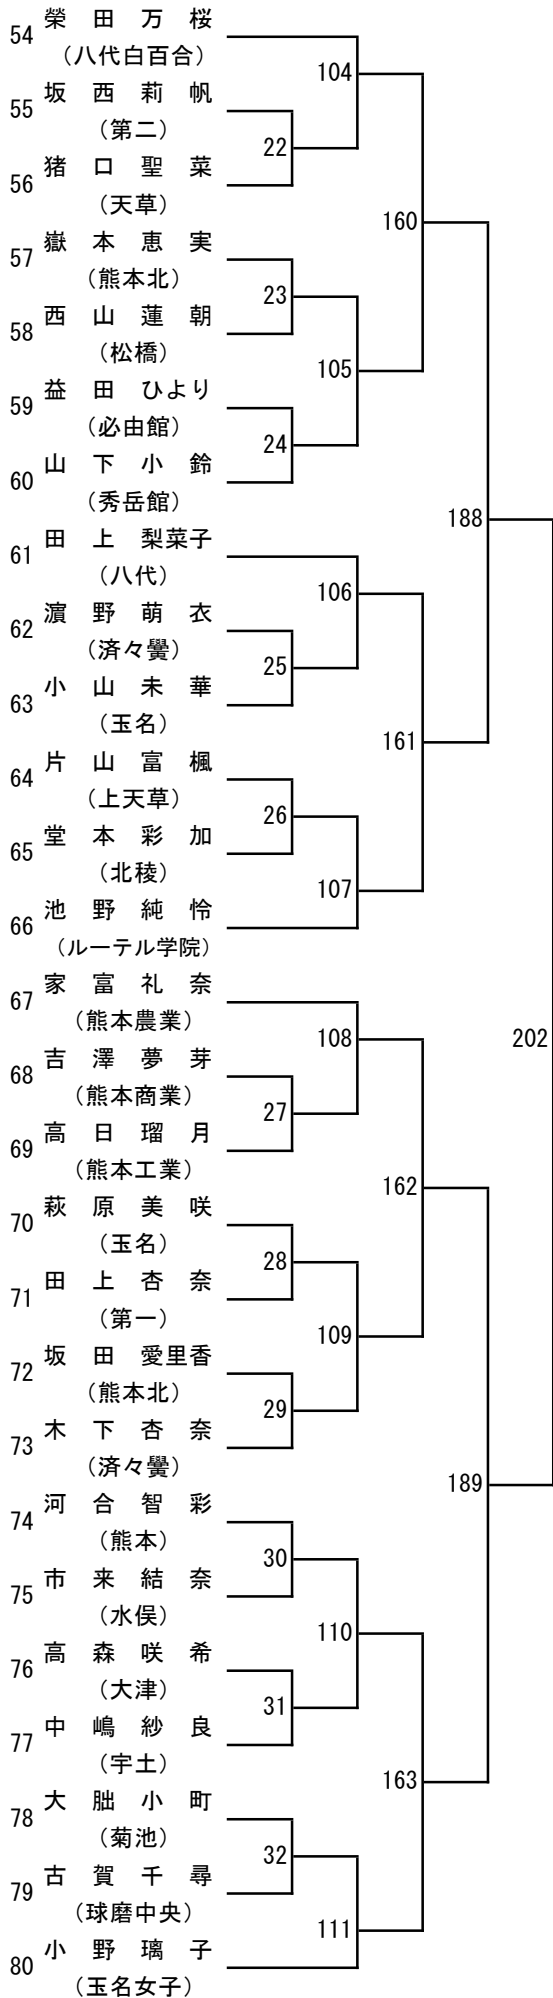 54 榮田万桜
(八代白百合)
104
55 坂西莉帆
(第二)
22
56 猪口聖菜
(天草)
160
57 嶽本恵実
(熊本北)
23
58 西山蓮朝
(松橋)
105
59 益田ひより
(必由館)
24
60 山下小鈴
(秀岳館)
188
61 田上梨菜子
(八代)
106
62 濵野萌衣
(済々黌)
25
63 小山未華
(玉名)
161
64 片山富楓
(上天草)
26
65 堂本彩加
(北稜)
107
66 池野純怜
(ルーテル学院)
67 家富礼奈
(熊本農業)
108
202
68 吉澤夢芽
(熊本商業)
27
69 高日瑠月
(熊本工業)
162
70 萩原美咲
(玉名)
28
71 田上杏奈
(第一)
109
72 坂田愛里香
(熊本北)
29
73 木下杏奈
(済々黌)
189
74 河合智彩
(熊本)
30
75 市来結奈
(水俣)
110
76 高森咲希
(大津)
31
77 中嶋紗良
(宇土)
163
78 大朏小町
(菊池)
32
79 古賀千尋
(球磨中央)
111
80 小野璃子
(玉名女子)